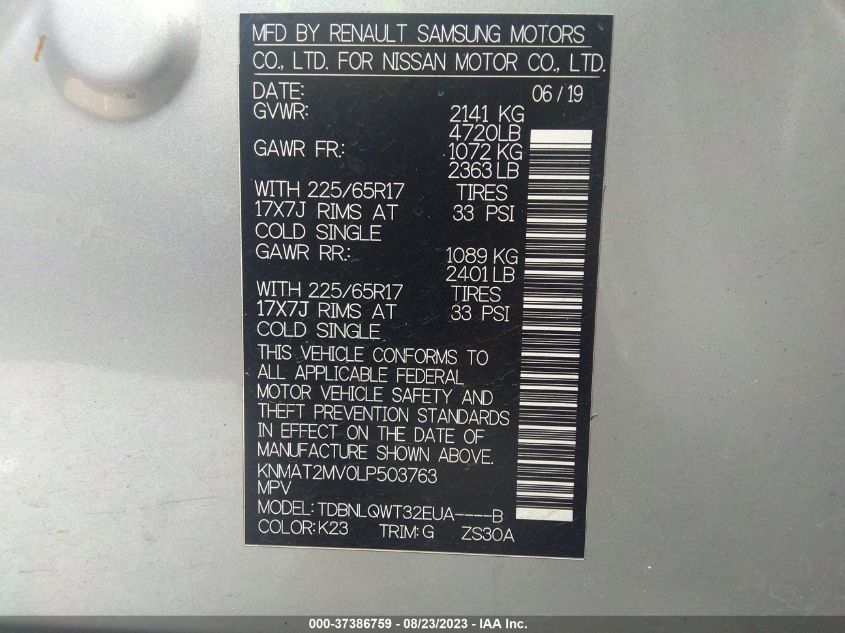 MFD BY RENAULT SAMSUNG MOTORS
CO., LTD. FOR NISSAN MOTOR CO., LTD.
DATE: 06 / 19
GVWR: 2141 KG
4720LB
GAWR FR.: 1072 KG
2363 LB
WITH 225/65R17 TIRES
17X7J RIMS AT 33 PSI
COLD SINGLE
GAWR RR.: 1089 KG
2401 LB
WITH 225/65R17 TIRES
17X7J RIMS AT 33 PSI
COLD SINGLE
THIS VEHICLE CONFORMS TO
ALL APPLICABLE FEDERAL
MOTOR VEHICLE SAFETY AND
THEFT PREVENTION STANDARDS
IN EFFECT ON THE DATE OF
MANUFACTURE SHOWN ABOVE.
KNMAT2MV0LP503763
MPV
MODEL: TDBNLQWT32EUA----B
COLOR: K23 TRIM: G ZS30A
000-37386759 - 08/23/2023 - IAA Inc.